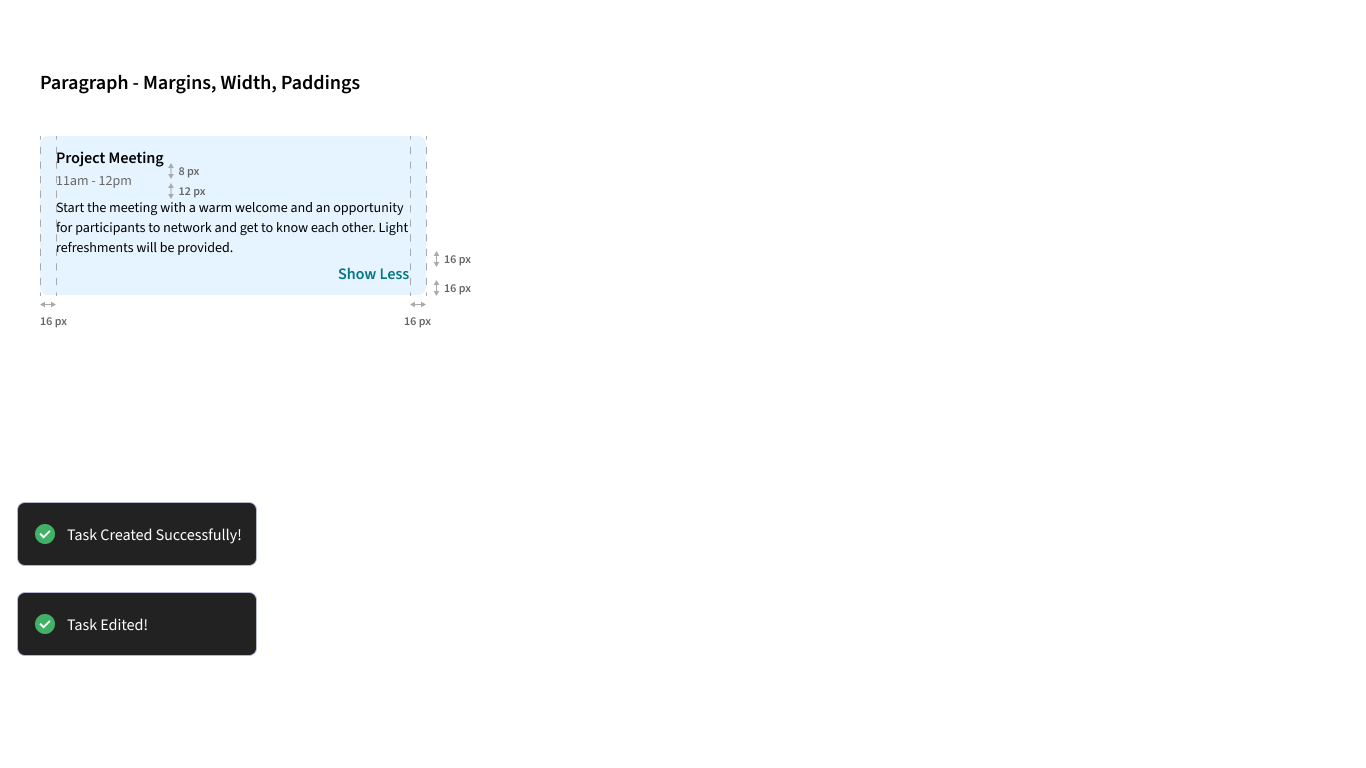 Paragraph - Margins, Width, Paddings
Project Meeting
8 px
11am - 12pm
12 px
Start the meeting with a warm welcome and an opportunity
for participants to network and get to know each other. Light
refreshments will be provided.
16 px
Show Less
16 px
16 px
16 px
Task Created Successfully!
Task Edited!